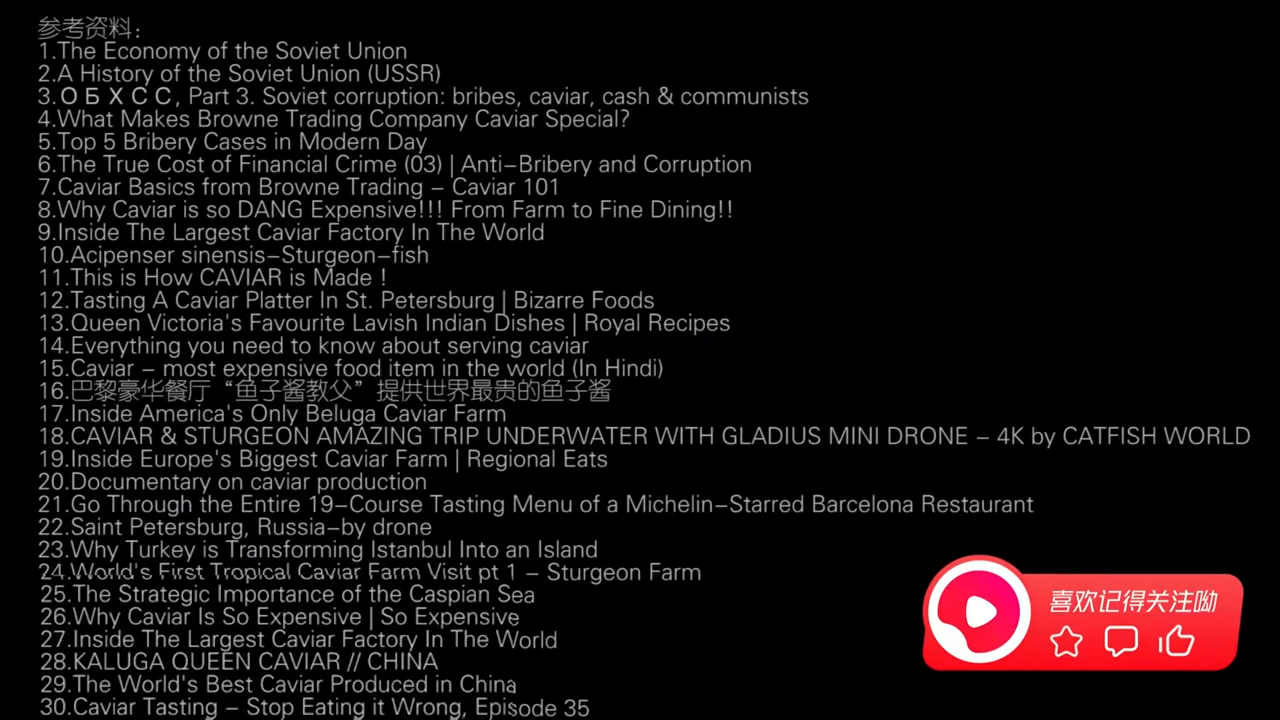 参考资料:
1.The Economy of the Soviet Union
2.A History of the Soviet Union (USSR)
3.О Б Х С С, Part 3. Soviet corruption: bribes, caviar, cash & communists
4.What Makes Browne Trading Company Caviar Special?
5.Top 5 Bribery Cases in Modern Day
6.The True Cost of Financial Crime (03) | Anti-Bribery and Corruption
7.Caviar Basics from Browne Trading - Caviar 101
8.Why Caviar is so DANG Expensive!!! From Farm to Fine Dining!!
9.Inside The Largest Caviar Factory In The World
10.Acipenser sinensis-Sturgeon-fish
11.This is How CAVIAR is Made !
12.Tasting A Caviar Platter In St. Petersburg | Bizarre Foods
13.Queen Victoria's Favourite Lavish Indian Dishes | Royal Recipes
14.Everything you need to know about serving caviar
15.Caviar - most expensive food item in the world (In Hindi)
16.巴黎豪华餐厅“鱼子酱教父”提供世界最贵的鱼子酱
17.Inside America's Only Beluga Caviar Farm
18.CAVIAR & STURGEON AMAZING TRIP UNDERWATER WITH GLADIUS MINI DRONE - 4K by CATFISH WORLD
19.Inside Europe's Biggest Caviar Farm | Regional Eats
20.Documentary on caviar production
21.Go Through the Entire 19-Course Tasting Menu of a Michelin-Starred Barcelona Restaurant
22.Saint Petersburg, Russia-by drone
23.Why Turkey is Transforming Istanbul Into an Island
24.World's First Tropical Caviar Farm Visit pt 1 - Sturgeon Farm
25.The Strategic Importance of the Caspian Sea
26.Why Caviar Is So Expensive | So Expensive
27.Inside The Largest Caviar Factory In The World
28.KALUGA QUEEN CAVIAR // CHINA
29.The World's Best Caviar Produced in China
30.Caviar Tasting - Stop Eating it Wrong, Episode 35
喜欢记得关注呦